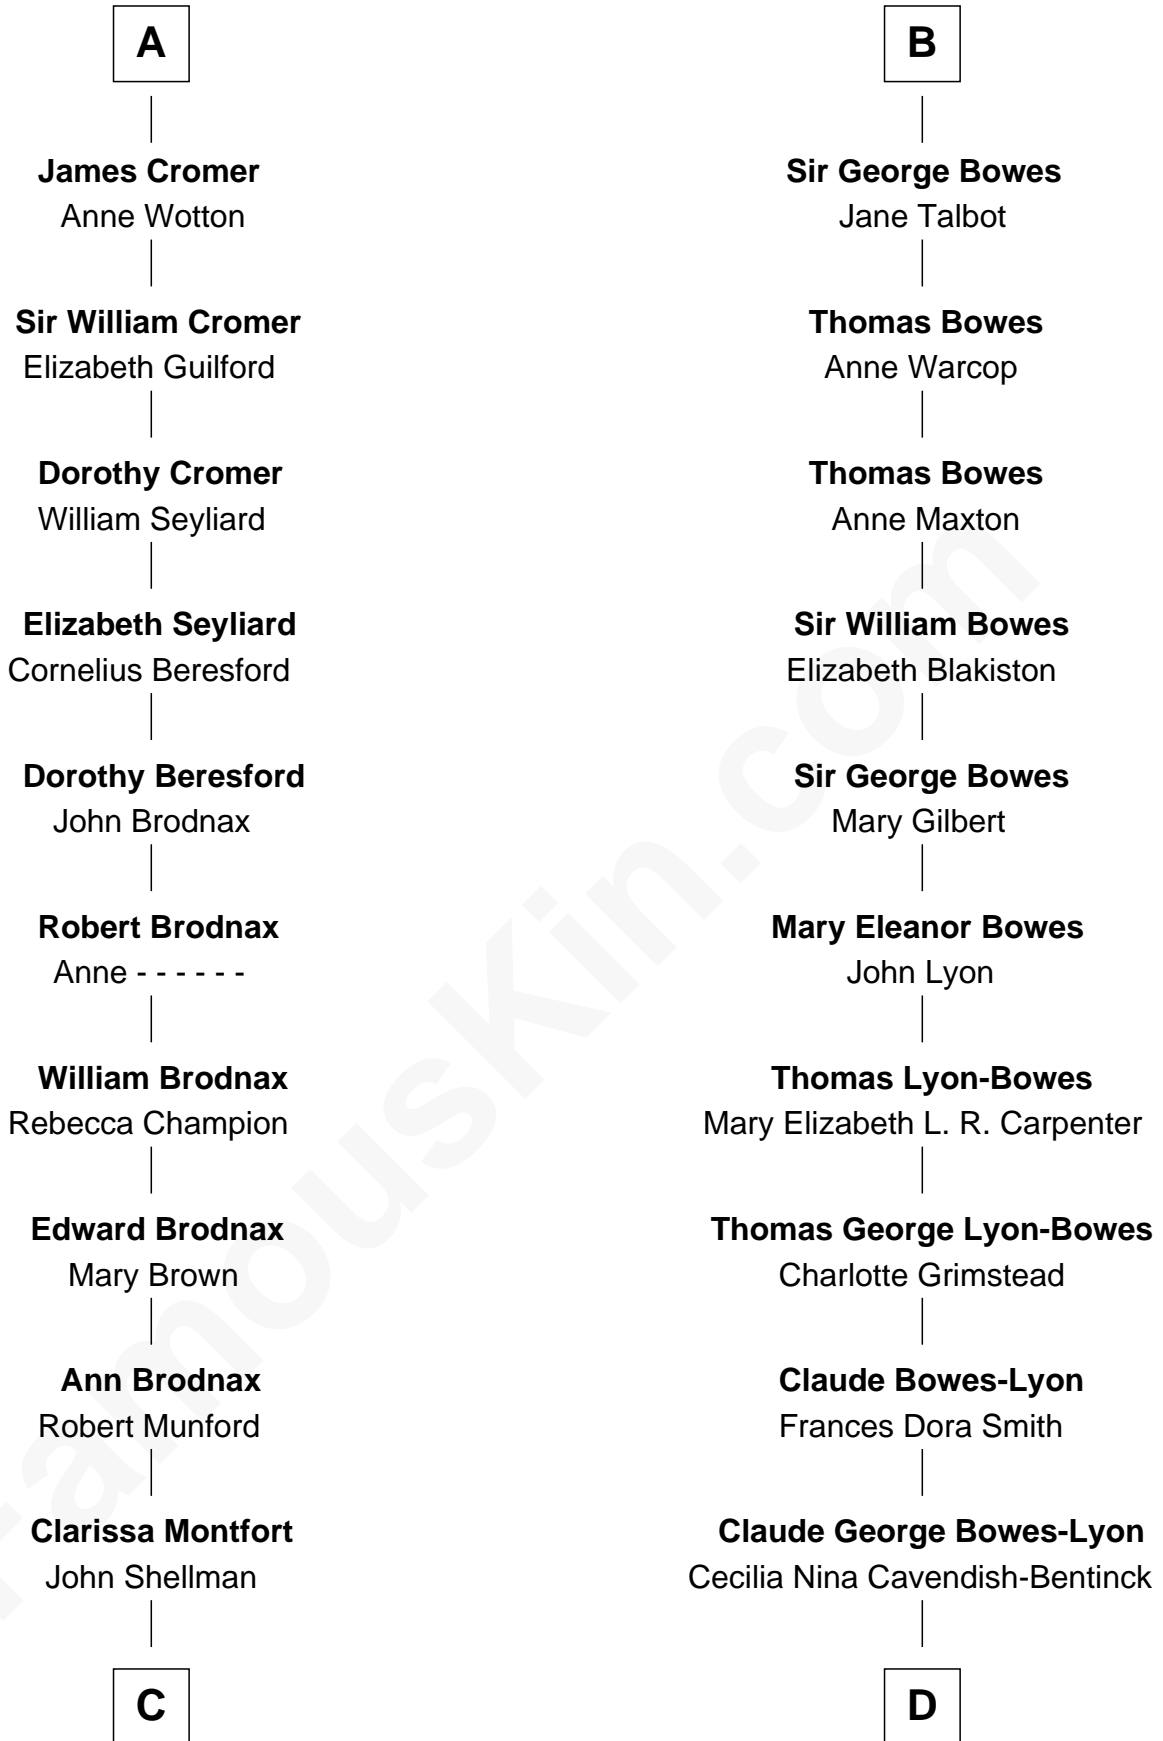 A
James Cromer
Anne Wotton
Sir William Cromer
Elizabeth Guilford
Dorothy Cromer
William Seyliard
Elizabeth Seyliard
Cornelius Beresford
Dorothy Beresford
John Brodnax
Robert Brodnax
Anne - - - - - -
William Brodnax
Rebecca Champion
Edward Brodnax
Mary Brown
Ann Brodnax
Robert Munford
Clarissa Montfort
John Shellman
C
B
Sir George Bowes
Jane Talbot
Thomas Bowes
Anne Warcop
Thomas Bowes
Anne Maxton
Sir William Bowes
Elizabeth Blakiston
Sir George Bowes
Mary Gilbert
Mary Eleanor Bowes
John Lyon
Thomas Lyon-Bowes
Mary Elizabeth L. R. Carpenter
Thomas George Lyon-Bowes
Charlotte Grimstead
Claude Bowes-Lyon
Frances Dora Smith
Claude George Bowes-Lyon
Cecilia Nina Cavendish-Bentinck
D
FamousKin.com